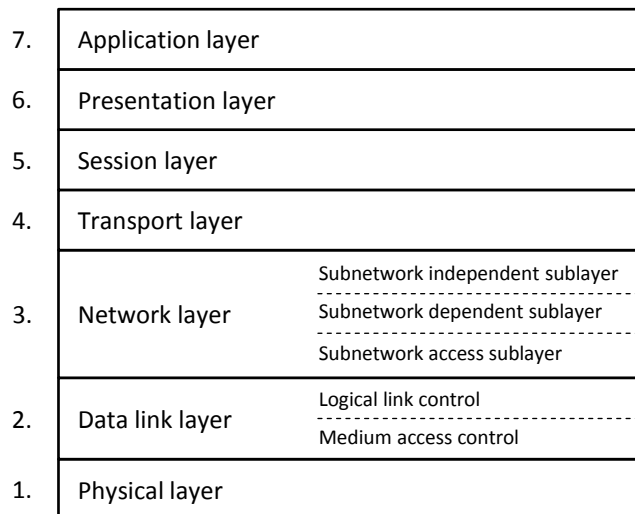 7. Application layer
6. Presentation layer
5. Session layer
4. Transport layer
Subnetwork independent sublayer
3. Network layer Subnetwork dependent sublayer
Subnetwork access sublayer
Logical link control
2. Data link layer
Medium access control
1. Physical layer